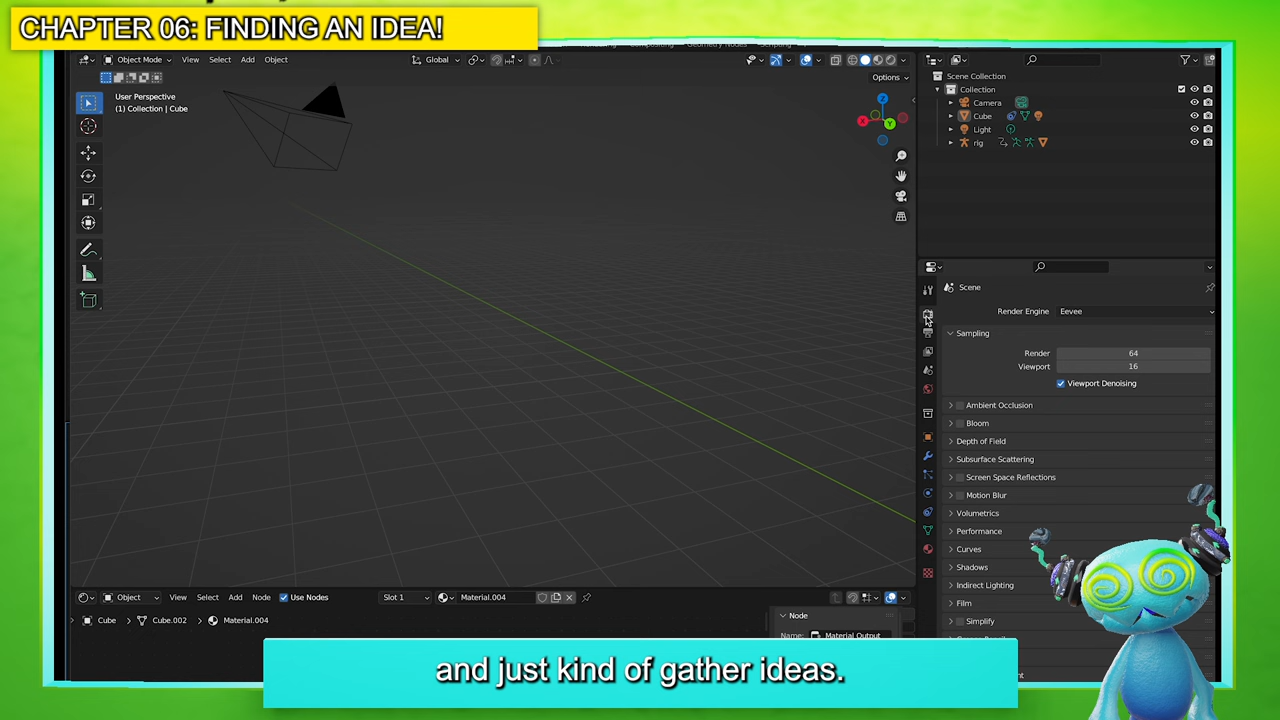 CHAPTER 06: FINDING AN IDEA!
Object Mode View Select Add Object Global
Options
User Perspective
(1) Collection | Cube
Scene Collection
Collection
Camera
Cube
Light
rig
Scene
Render Engine Eevee
Sampling
Render 64
Viewport 16
Viewport Denoising
Ambient Occlusion
Bloom
Depth of Field
Subsurface Scattering
Screen Space Reflections
Motion Blur
Volumetrics
Performance
Curves
Shadows
Indirect Lighting
Film
Simplify
Object View Select Add Node Use Nodes Slot 1 Material.004
Cube Cube.002 Material.004
Node
Name: Material Output
and just kind of gather ideas.
X
Y
Z